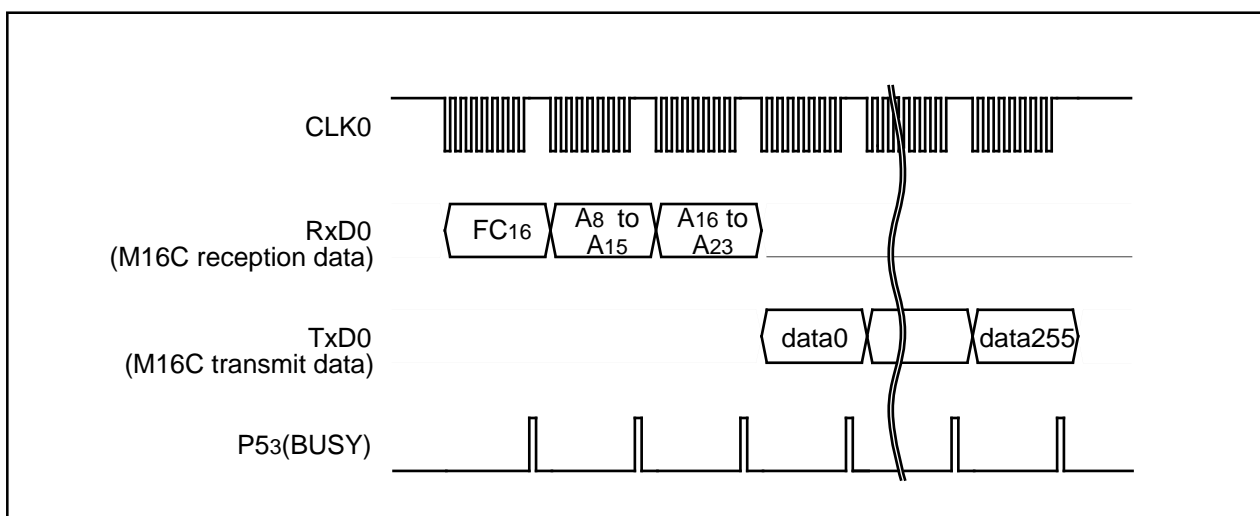 CLK0
RxD0
(M16C reception data)
FC16
A8 to
A15
A16 to
A23
TxD0
(M16C transmit data)
data0
data255
P53(BUSY)